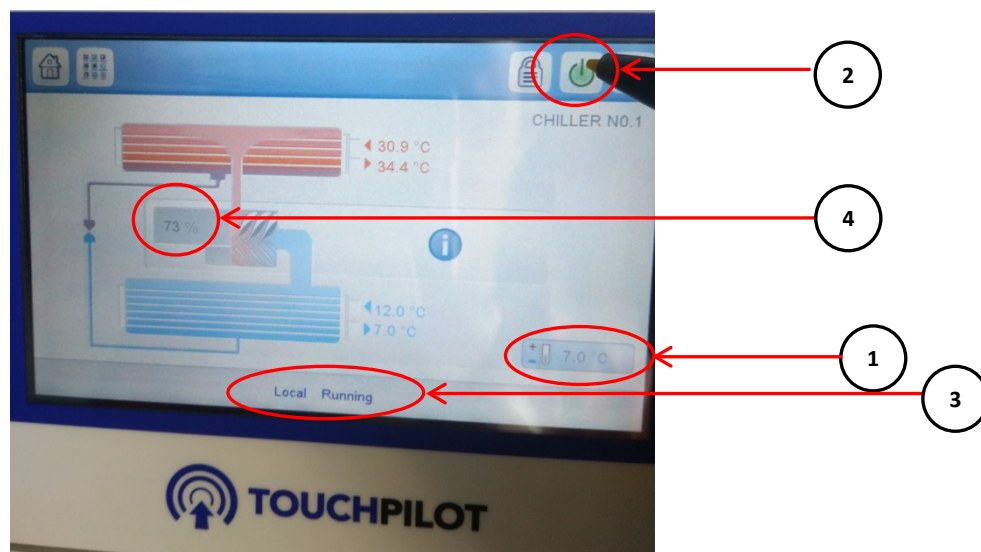 2
CHILLER N0.1
30.9 °C
34.4 °C
4
73 %
i
12.0 °C
7.0 °C
7.0 °C
1
Local Running
3
TOUCHPILOT